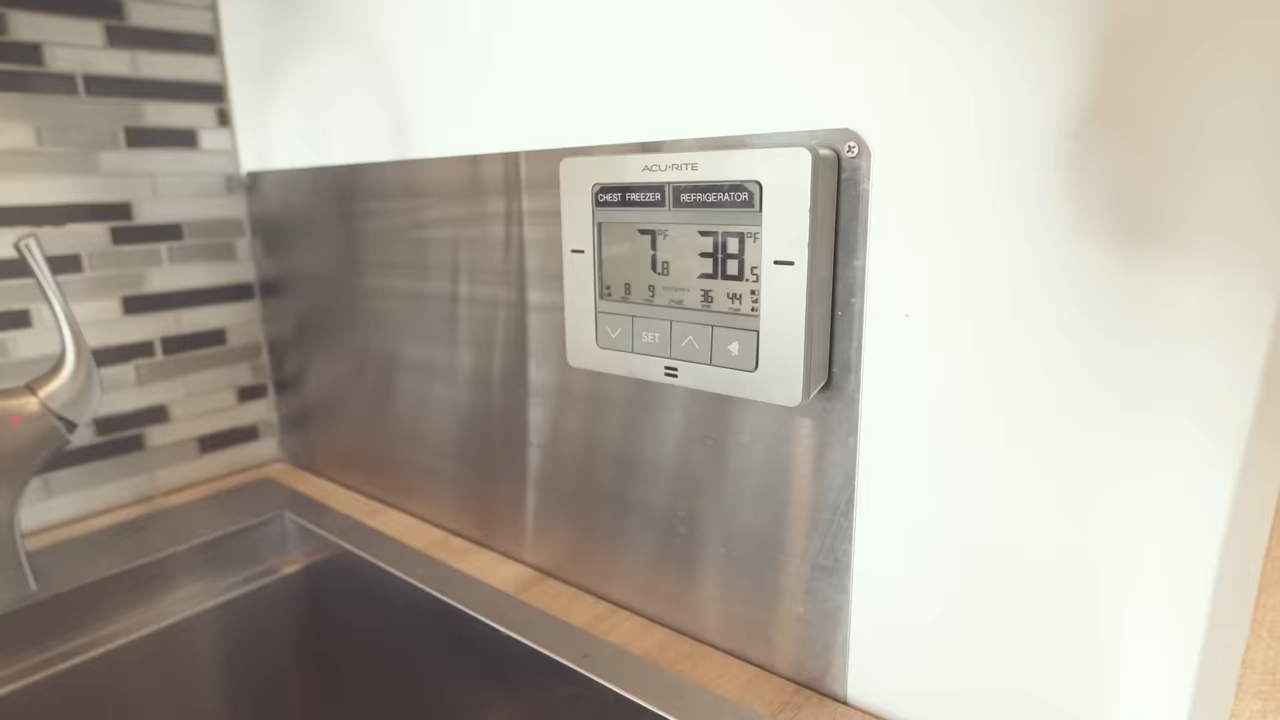 ACU·RITE
CHEST FREEZER REFRIGERATOR
7.8 °F 38.5 °F
8 9 36 44
SET